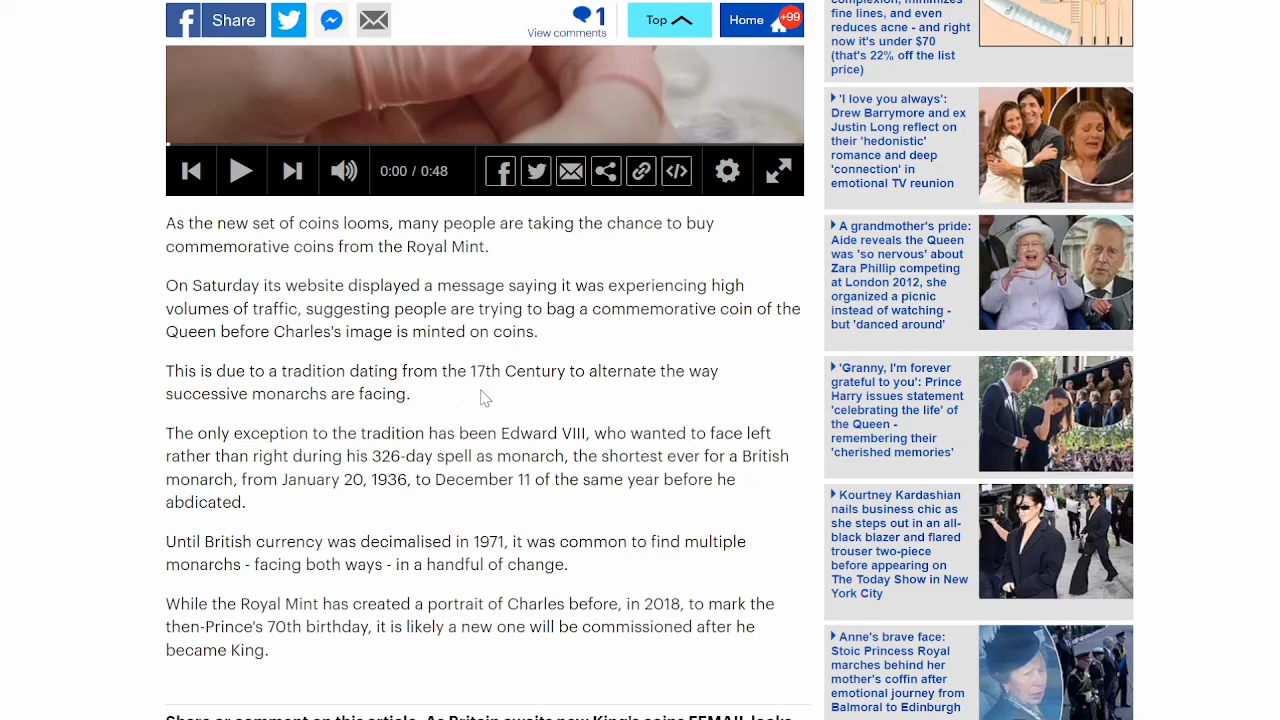 Share
1
View comments
Top
Home
+99
0:00 / 0:48
As the new set of coins looms, many people are taking the chance to buy
commemorative coins from the Royal Mint.
On Saturday its website displayed a message saying it was experiencing high
volumes of traffic, suggesting people are trying to bag a commemorative coin of the
Queen before Charles's image is minted on coins.
This is due to a tradition dating from the 17th Century to alternate the way
successive monarchs are facing.
The only exception to the tradition has been Edward VIII, who wanted to face left
rather than right during his 326-day spell as monarch, the shortest ever for a British
monarch, from January 20, 1936, to December 11 of the same year before he
abdicated.
Until British currency was decimalised in 1971, it was common to find multiple
monarchs - facing both ways - in a handful of change.
While the Royal Mint has created a portrait of Charles before, in 2018, to mark the
then-Prince's 70th birthday, it is likely a new one will be commissioned after he
became King.
fine lines, and even
reduces acne - and right
now it's under $70
(that's 22% off the list
price)
'I love you always':
Drew Barrymore and ex
Justin Long reflect on
their 'hedonistic'
romance and deep
'connection' in
emotional TV reunion
A grandmother's pride:
Aide reveals the Queen
was 'so nervous' about
Zara Phillip competing
at London 2012, she
organized a picnic
instead of watching -
but 'danced around'
'Granny, I'm forever
grateful to you': Prince
Harry issues statement
'celebrating the life' of
the Queen -
remembering their
'cherished memories'
Kourtney Kardashian
nails business chic as
she steps out in an all-
black blazer and flared
trouser two-piece
before appearing on
The Today Show in New
York City
Anne's brave face:
Stoic Princess Royal
marches behind her
mother's coffin after
emotional journey from
Balmoral to Edinburgh